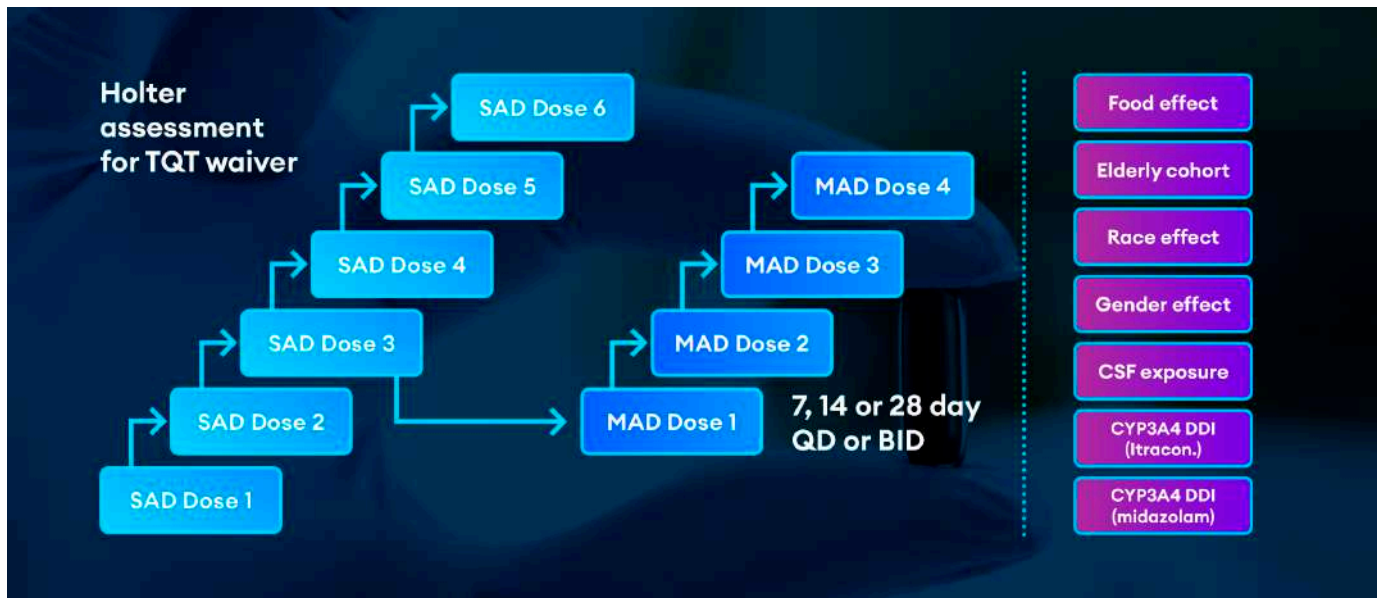 Holter
assessment
for TQT waiver
SAD Dose 6
SAD Dose 5
SAD Dose 4
SAD Dose 3
SAD Dose 2
SAD Dose 1
MAD Dose 4
MAD Dose 3
MAD Dose 2
MAD Dose 1
7, 14 or 28 day
QD or BID
Food effect
Elderly cohort
Race effect
Gender effect
CSF exposure
CYP3A4 DDI
(Itracon.)
CYP3A4 DDI
(midazolam)